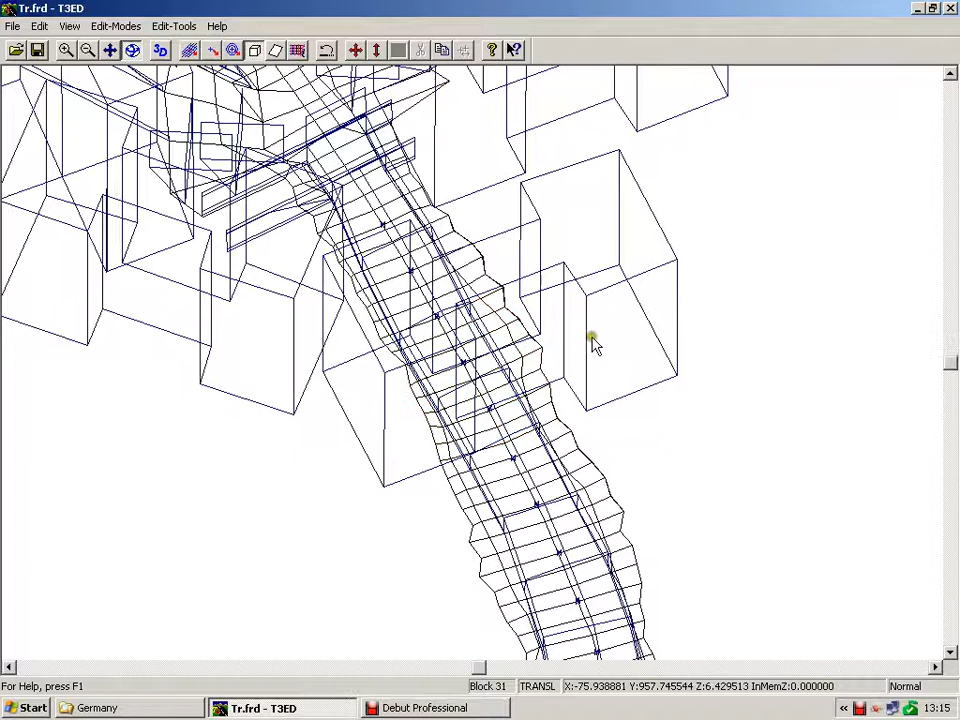 Tr.frd - T3ED
File Edit View Edit-Modes Edit-Tools Help
3D
For Help, press F1
Block 31
TRANSL
X:-75.938881 Y:957.745544 Z:6.429513 InMemZ:0.000000
Normal
Start
Germany
Tr.frd - T3ED
Debut Professional
13:15